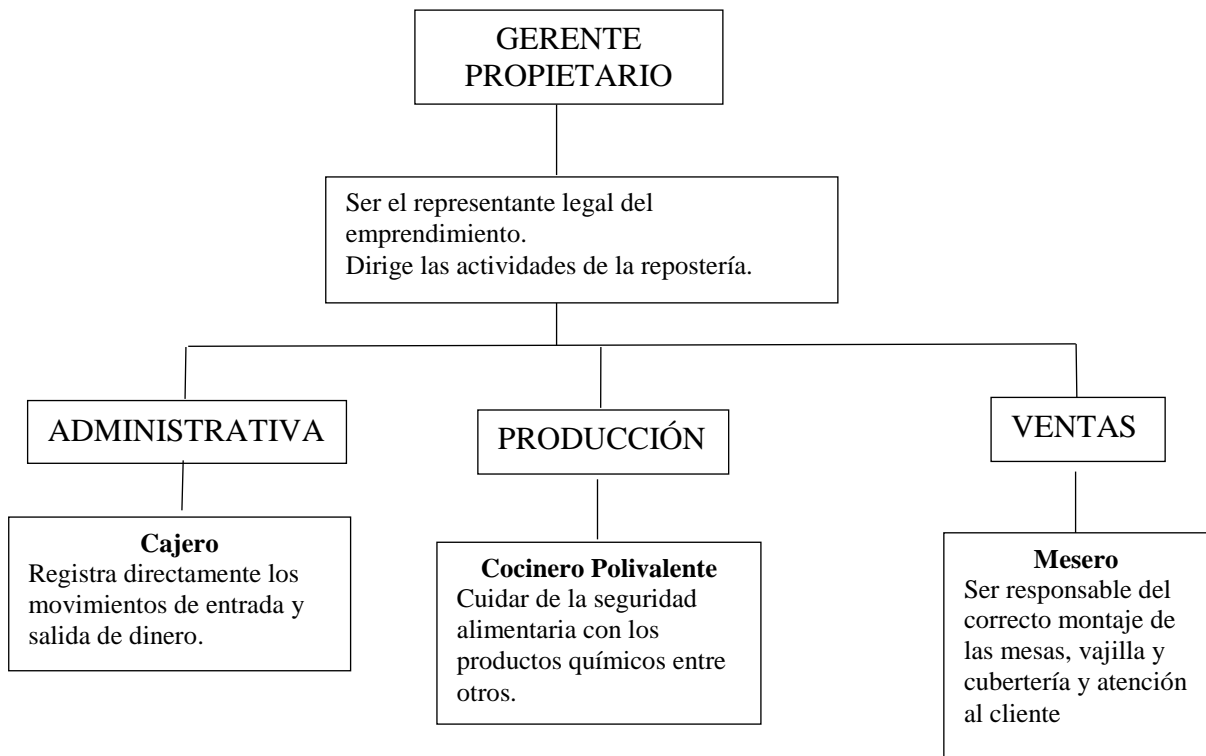 GERENTE
PROPIETARIO
Ser el representante legal del
emprendimiento.
Dirige las actividades de la repostería.
ADMINISTRATIVA
PRODUCCIÓN
VENTAS
Cajero
Registra directamente los
movimientos de entrada y
salida de dinero.
Cocinero Polivalente
Cuidar de la seguridad
alimentaria con los
productos químicos entre
otros.
Mesero
Ser responsable del
correcto montaje de
las mesas, vajilla y
cubertería y atención
al cliente